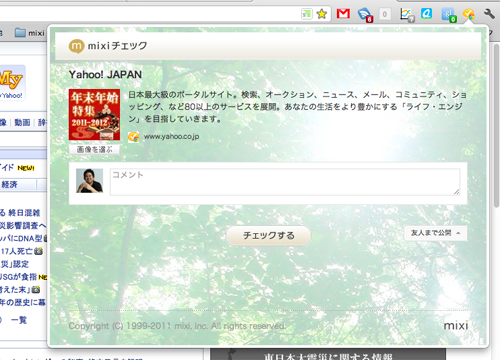 mixi
My
Yahoo!
mixiチェック
Yahoo! JAPAN
年末年始
特集
2011-2012
日本最大級のポータルサイト。検索、オークション、ニュース、メール、コミュニティ、ショ
ッピング、など80以上のサービスを展開。あなたの生活をより豊かにする「ライフ・エンジ
ン」を目指していきます。
www.yahoo.co.jp
画像を選ぶ
コメント
チェックする
友人まで公開
Copyright (C) 1999-2011 mixi, Inc. All rights reserved.
mixi
像 | 動画 | 辞
イド NEW!
経済
る 終日混雑
災影響調査へ
ッパにDNA型
17人死亡
災」認定
USGが食指
考えた末」
年の歴史に幕
» 一覧
東日本大震災に関する情報